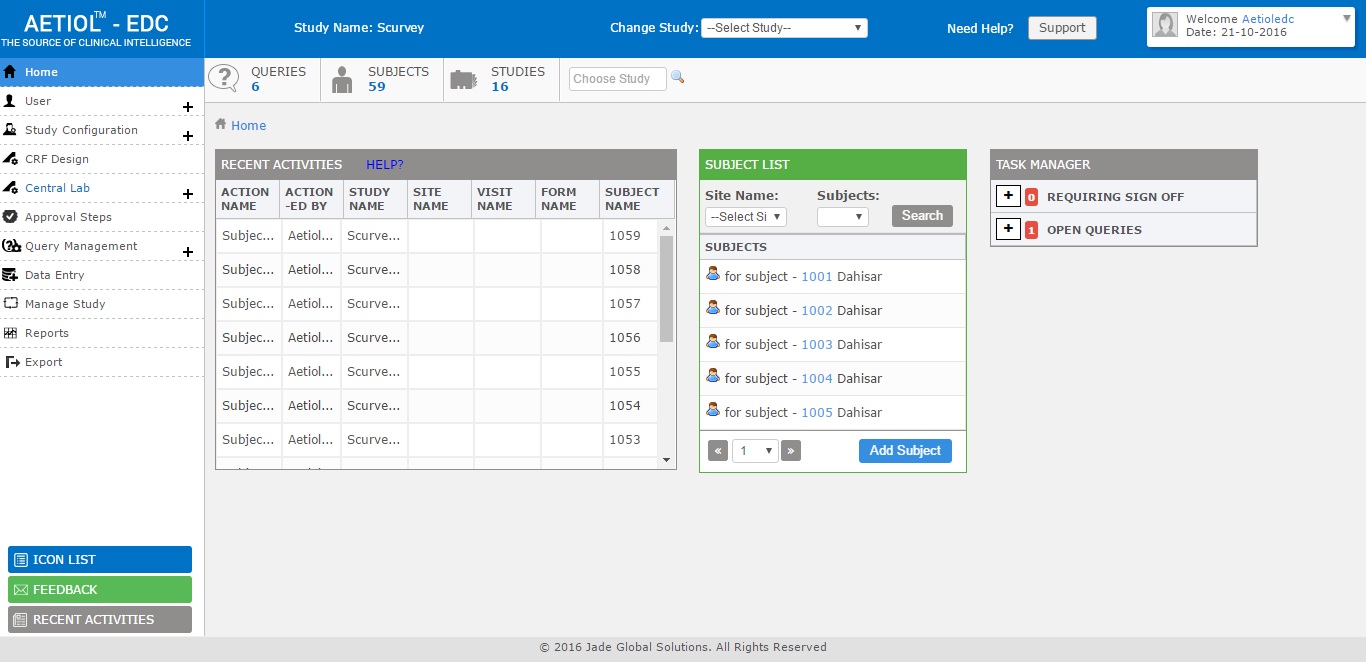 AETIOL™ - EDC
THE SOURCE OF CLINICAL INTELLIGENCE
Study Name: Scurvey
Change Study: --Select Study--
Need Help? Support
Welcome Aetioledc
Date: 21-10-2016
Home
User
Study Configuration
CRF Design
Central Lab
Approval Steps
Query Management
Data Entry
Manage Study
Reports
Export
ICON LIST
FEEDBACK
RECENT ACTIVITIES
QUERIES
6
SUBJECTS
59
STUDIES
16
Choose Study
Home
RECENT ACTIVITIES HELP?
ACTION NAME ACTION -ED BY STUDY NAME SITE NAME VISIT NAME FORM NAME SUBJECT NAME
Subjec... Aetiol... Scurve... 1059
Subjec... Aetiol... Scurve... 1058
Subjec... Aetiol... Scurve... 1057
Subjec... Aetiol... Scurve... 1056
Subjec... Aetiol... Scurve... 1055
Subjec... Aetiol... Scurve... 1054
Subjec... Aetiol... Scurve... 1053
SUBJECT LIST
Site Name: Subjects:
--Select Si Search
SUBJECTS
for subject - 1001 Dahisar
for subject - 1002 Dahisar
for subject - 1003 Dahisar
for subject - 1004 Dahisar
for subject - 1005 Dahisar
« 1 » Add Subject
TASK MANAGER
+ 0 REQUIRING SIGN OFF
+ 1 OPEN QUERIES
© 2016 Jade Global Solutions. All Rights Reserved